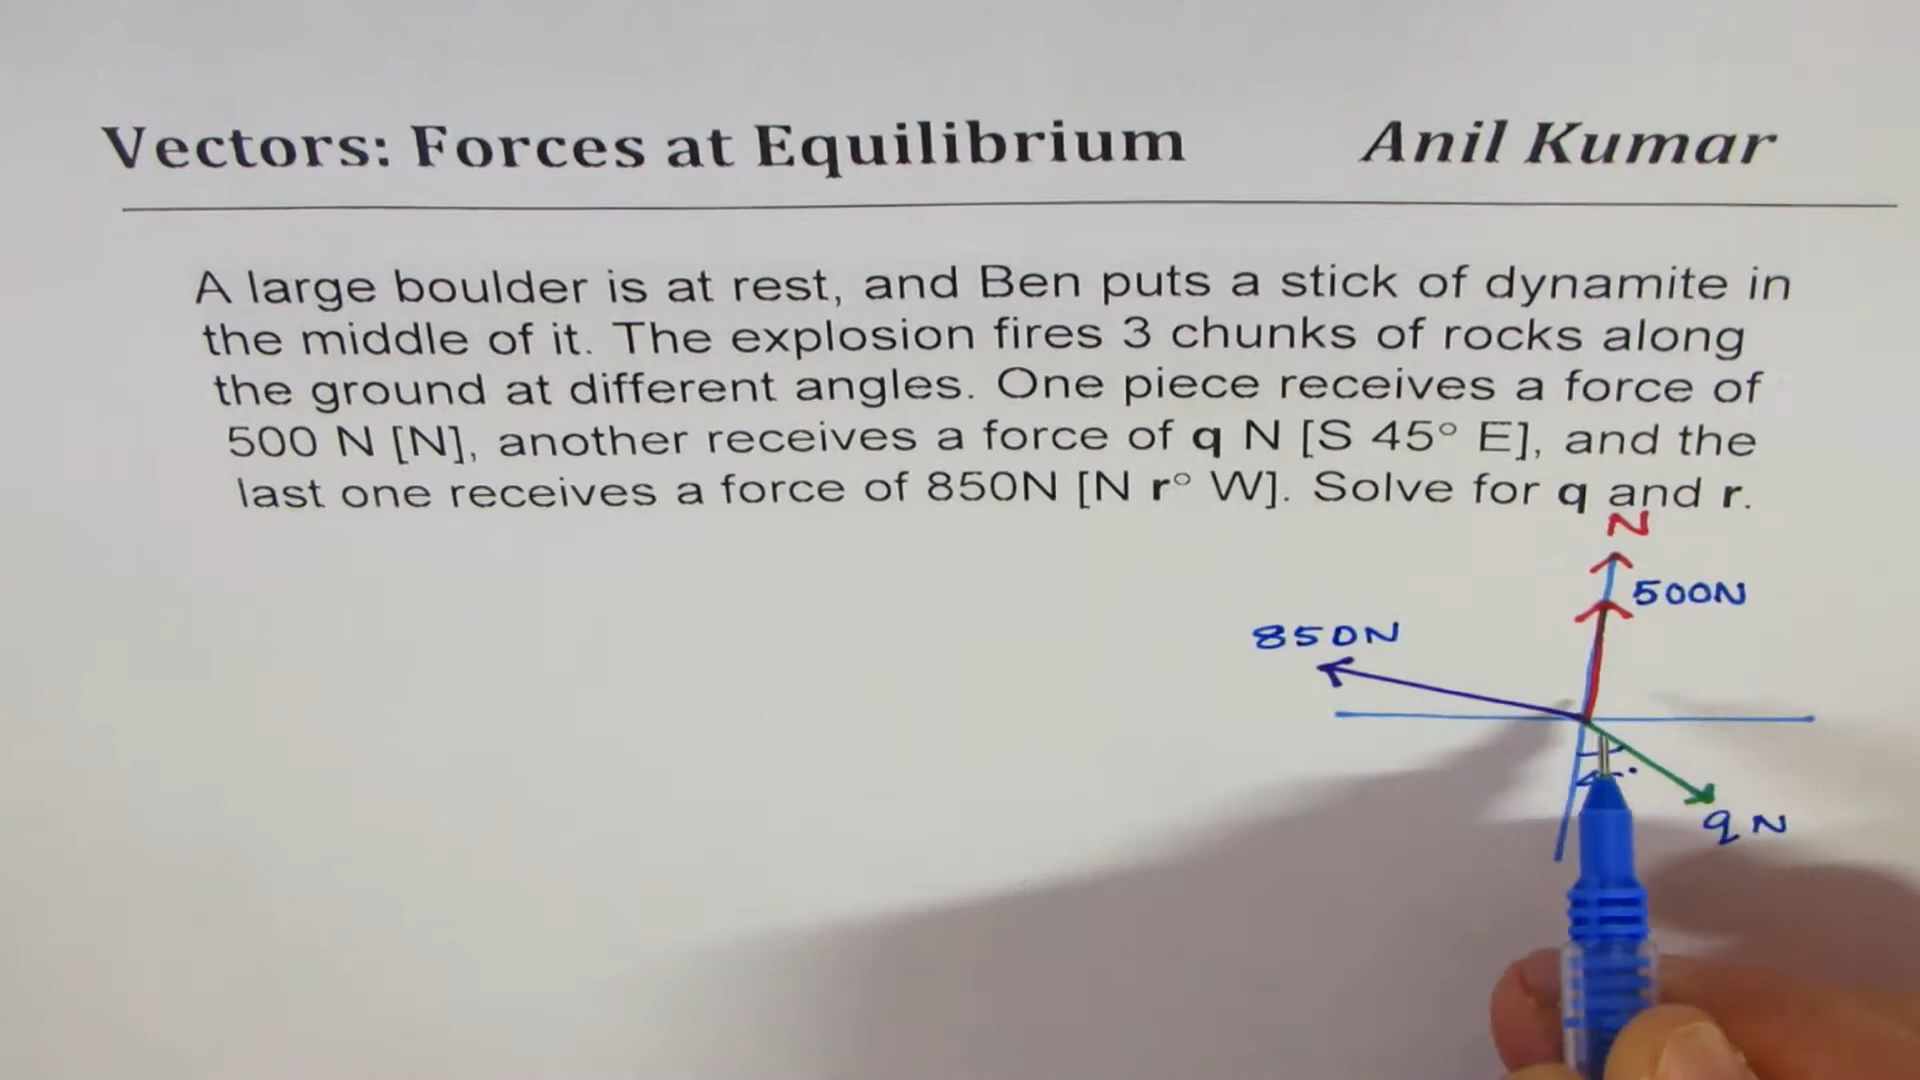 Vectors: Forces at Equilibrium Anil Kumar
A large boulder is at rest, and Ben puts a stick of dynamite in
the middle of it. The explosion fires 3 chunks of rocks along
the ground at different angles. One piece receives a force of
500 N [N], another receives a force of q N [S 45° E], and the
last one receives a force of 850N [N r° W]. Solve for q and r.
N
500N
850N
q N